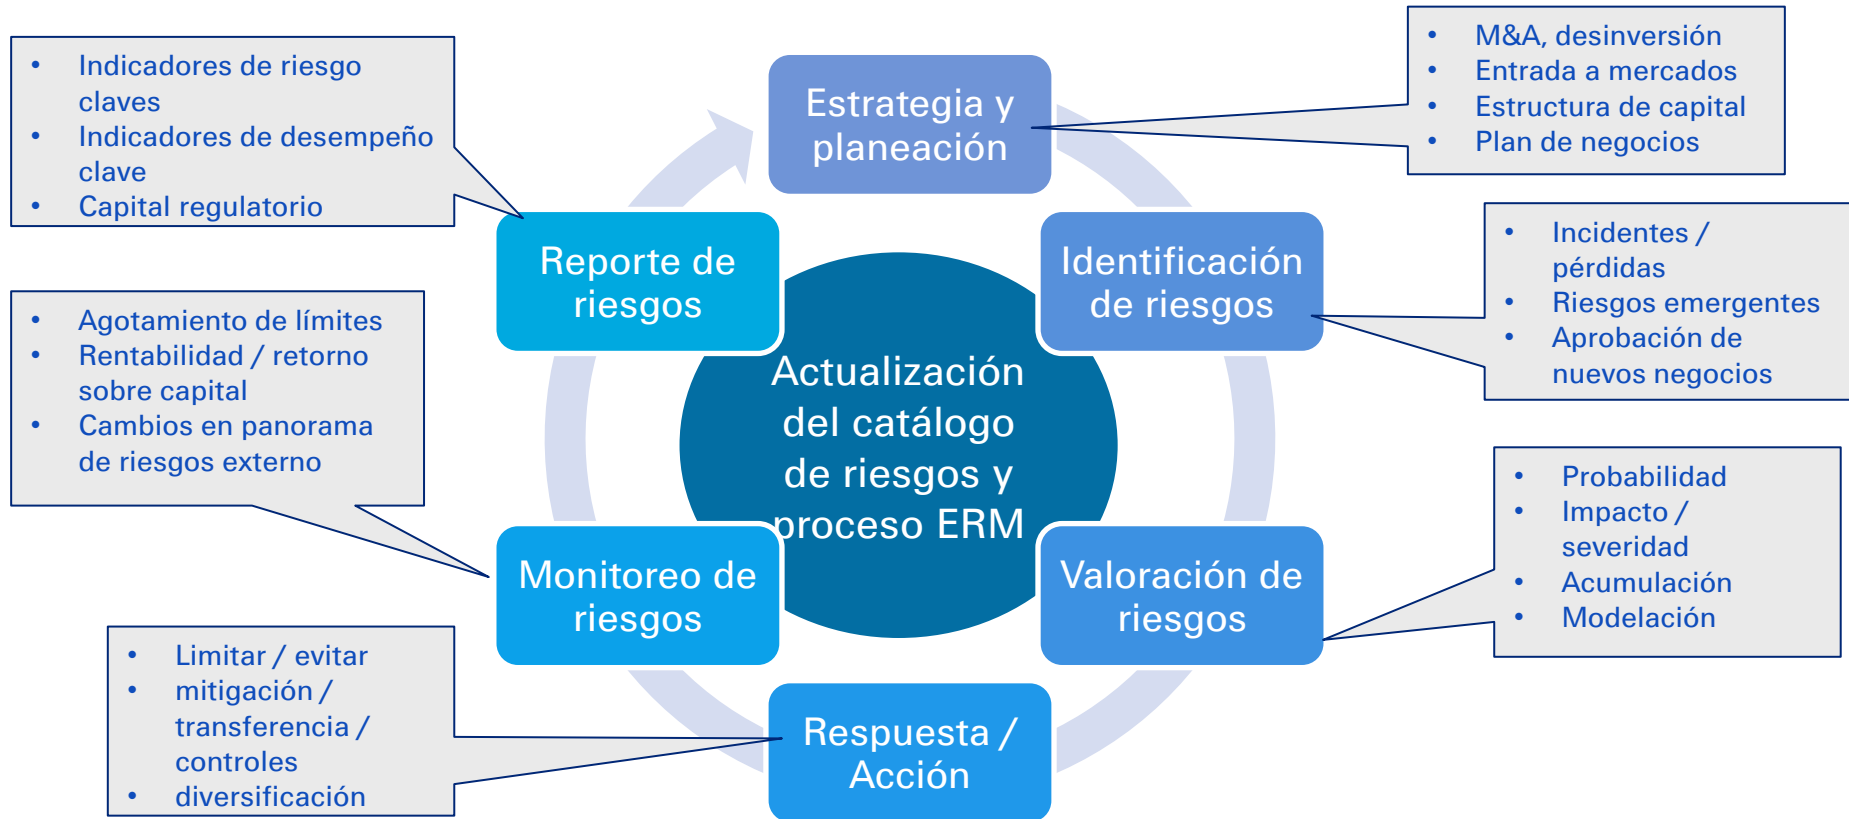 • Indicadores de riesgo
claves
• Indicadores de desempeño
clave
• Capital regulatorio
Estrategia y
planeación
• M&A, desinversión
• Entrada a mercados
• Estructura de capital
• Plan de negocios
Reporte de
riesgos
Identificación
de riesgos
• Incidentes /
pérdidas
• Riesgos emergentes
• Aprobación de
nuevos negocios
• Agotamiento de límites
• Rentabilidad / retorno
sobre capital
• Cambios en panorama
de riesgos externo
Actualización
del catálogo
de riesgos y
proceso ERM
• Probabilidad
• Impacto /
severidad
• Acumulación
• Modelación
Monitoreo de
riesgos
Valoración de
riesgos
• Limitar / evitar
• mitigación /
transferencia /
controles
• diversificación
Respuesta /
Acción